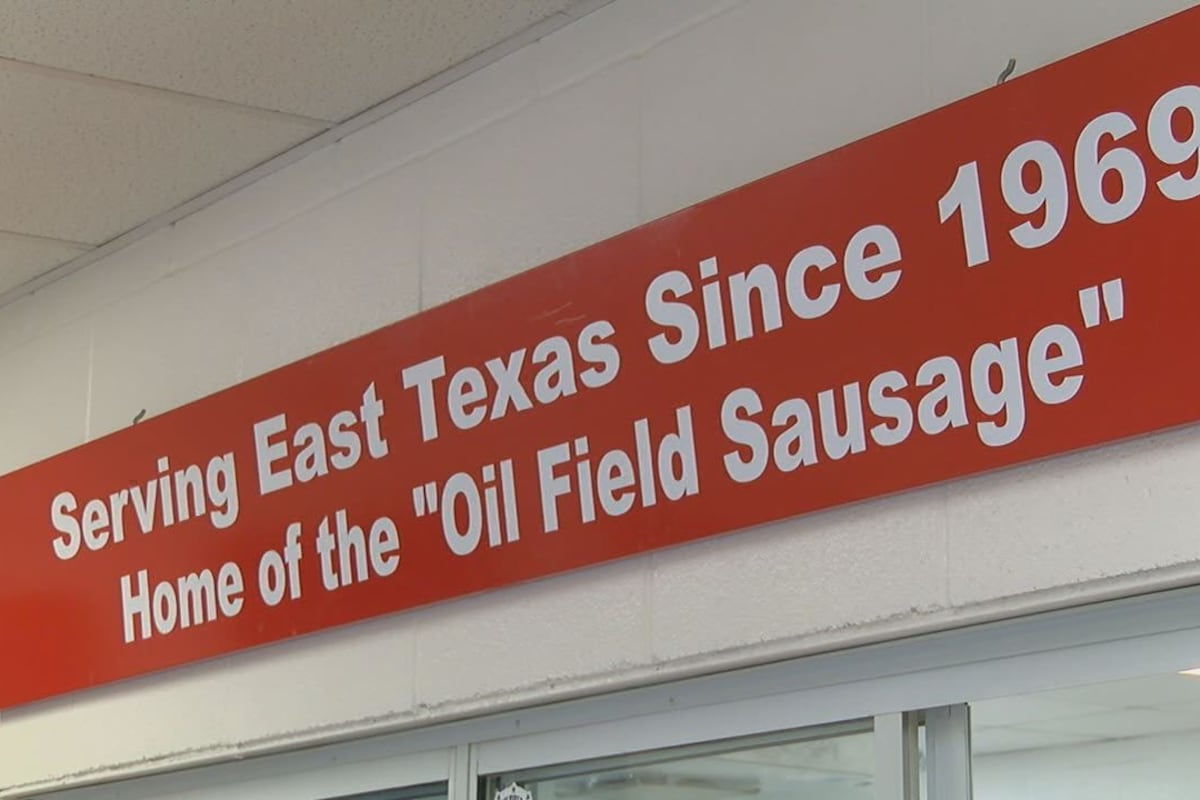 Serving East Texas Since 1969
Home of the "Oil Field Sausage"